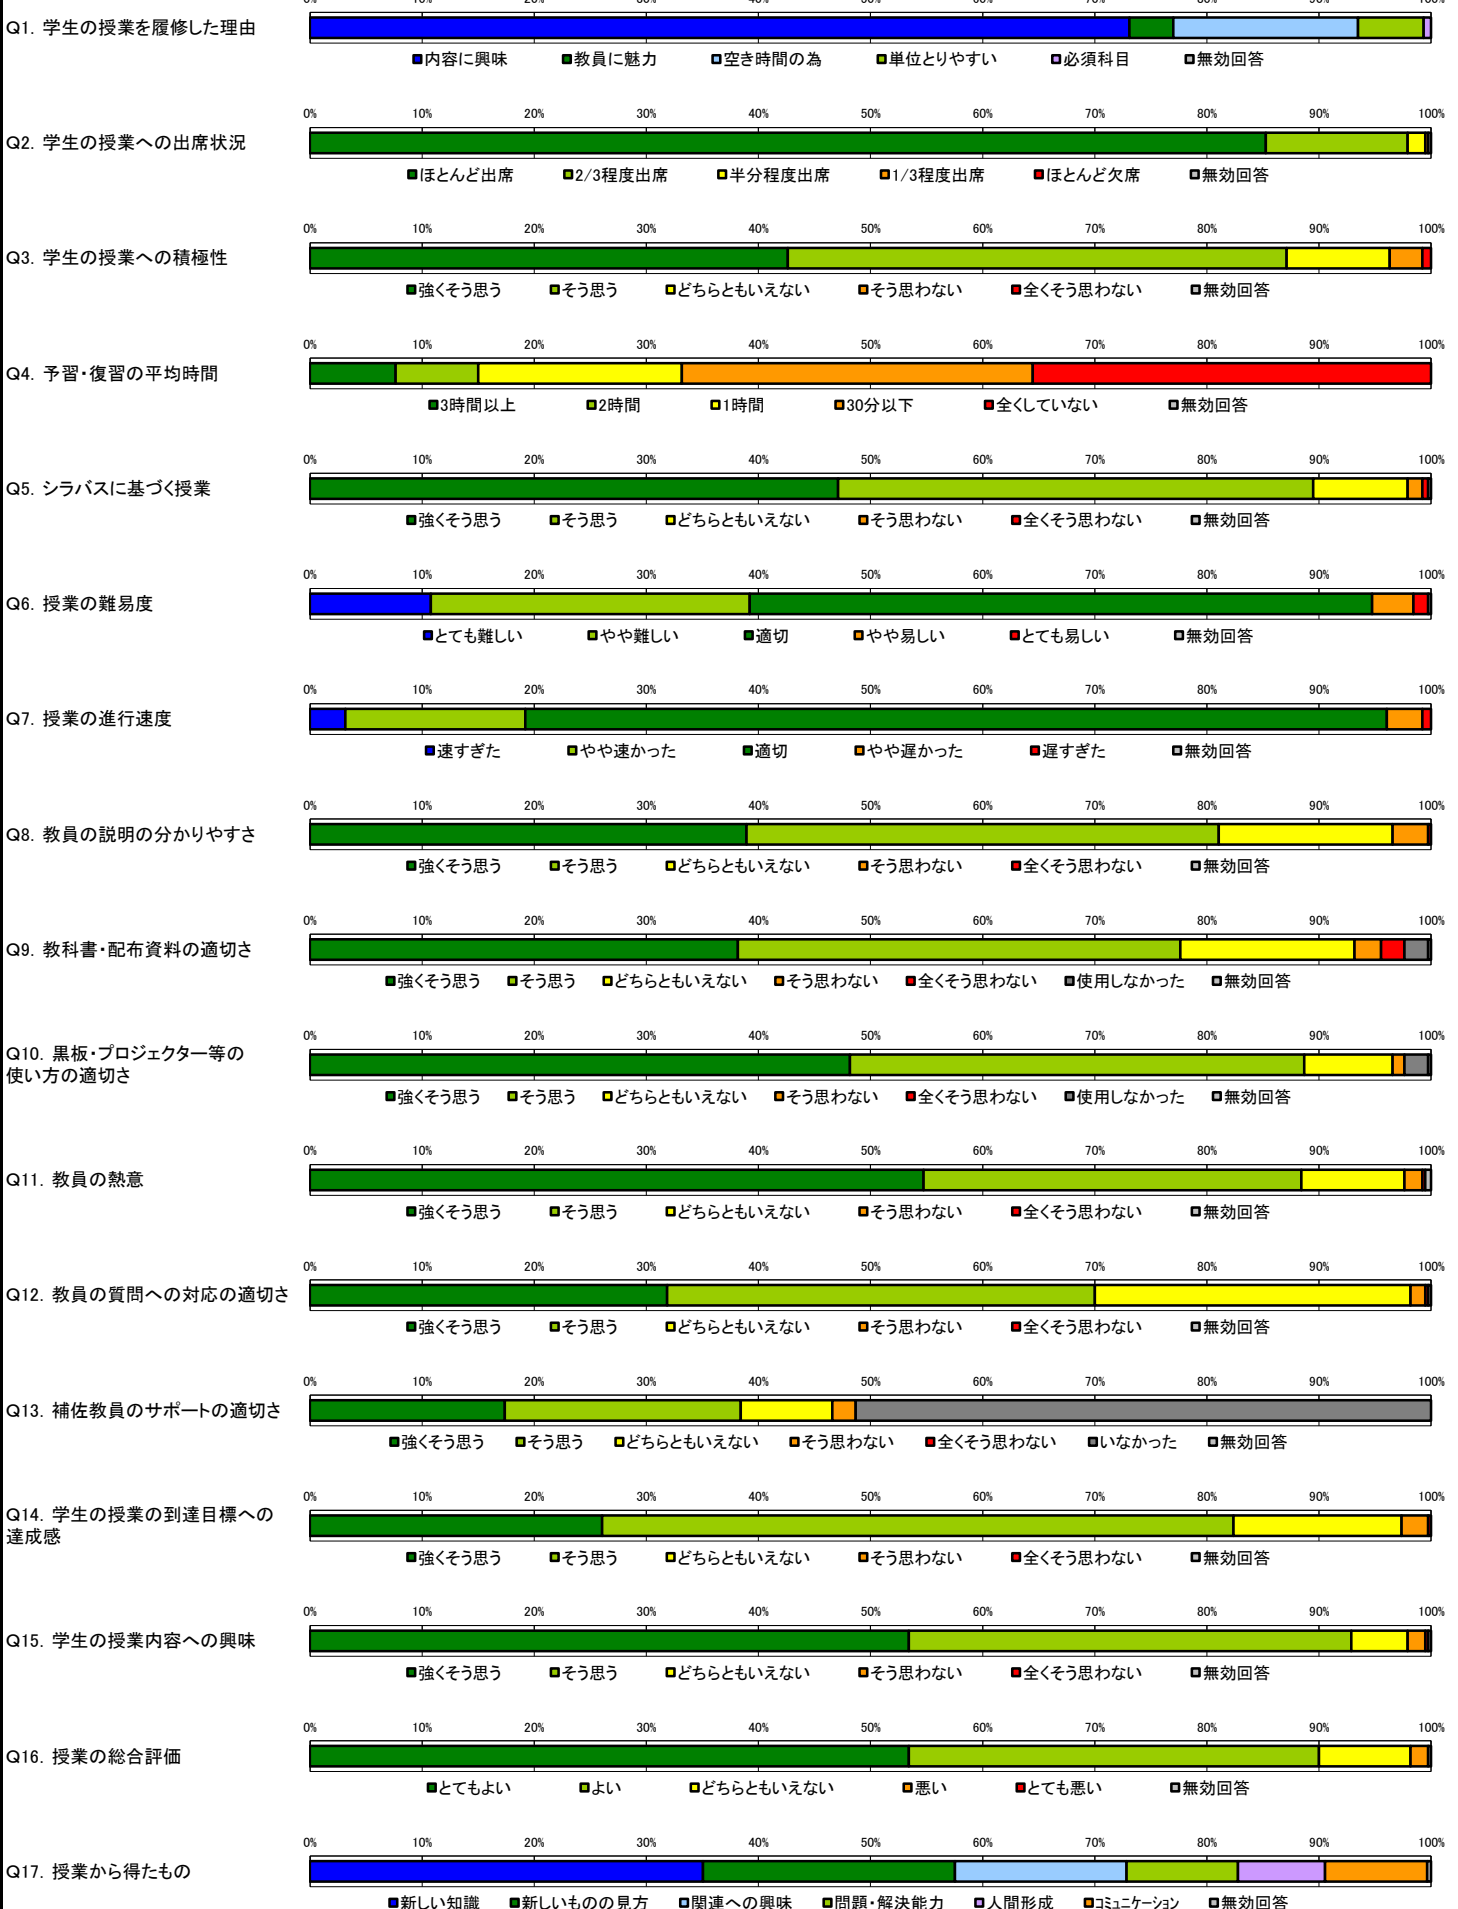 Q1. 学生の授業を履修した理由
■内容に興味 ■教員に魅力 □空き時間の為 □単位とりやすい □必須科目 □無効回答
0% 10% 20% 30% 40% 50% 60% 70% 80% 90% 100%
Q2. 学生の授業への出席状況
■ほとんど出席 □2/3程度出席 □半分程度出席 ■1/3程度出席 ■ほとんど欠席 □無効回答
0% 10% 20% 30% 40% 50% 60% 70% 80% 90% 100%
Q3. 学生の授業への積極性
■強くそう思う □そう思う □どちらともいえない ■そう思わない ■全くそう思わない □無効回答
0% 10% 20% 30% 40% 50% 60% 70% 80% 90% 100%
Q4. 予習・復習の平均時間
■3時間以上 □2時間 □1時間 ■30分以下 ■全くしていない □無効回答
0% 10% 20% 30% 40% 50% 60% 70% 80% 90% 100%
Q5. シラバスに基づく授業
■強くそう思う □そう思う □どちらともいえない ■そう思わない ■全くそう思わない □無効回答
0% 10% 20% 30% 40% 50% 60% 70% 80% 90% 100%
Q6. 授業の難易度
■とても難しい □やや難しい ■適切 ■やや易しい ■とても易しい □無効回答
0% 10% 20% 30% 40% 50% 60% 70% 80% 90% 100%
Q7. 授業の進行速度
■速すぎた □やや速かった ■適切 ■やや遅かった ■遅すぎた □無効回答
0% 10% 20% 30% 40% 50% 60% 70% 80% 90% 100%
Q8. 教員の説明の分かりやすさ
■強くそう思う □そう思う □どちらともいえない ■そう思わない ■全くそう思わない □無効回答
0% 10% 20% 30% 40% 50% 60% 70% 80% 90% 100%
Q9. 教科書・配布資料の適切さ
■強くそう思う □そう思う □どちらともいえない ■そう思わない ■全くそう思わない ■使用しなかった □無効回答
0% 10% 20% 30% 40% 50% 60% 70% 80% 90% 100%
Q10. 黒板・プロジェクター等の
使い方の適切さ
■強くそう思う □そう思う □どちらともいえない ■そう思わない ■全くそう思わない ■使用しなかった □無効回答
0% 10% 20% 30% 40% 50% 60% 70% 80% 90% 100%
Q11. 教員の熱意
■強くそう思う □そう思う □どちらともいえない ■そう思わない ■全くそう思わない □無効回答
0% 10% 20% 30% 40% 50% 60% 70% 80% 90% 100%
Q12. 教員の質問への対応の適切さ
■強くそう思う □そう思う □どちらともいえない ■そう思わない ■全くそう思わない □無効回答
0% 10% 20% 30% 40% 50% 60% 70% 80% 90% 100%
Q13. 補佐教員のサポートの適切さ
■強くそう思う □そう思う □どちらともいえない ■そう思わない ■全くそう思わない ■いなかった □無効回答
0% 10% 20% 30% 40% 50% 60% 70% 80% 90% 100%
Q14. 学生の授業の到達目標への
達成感
■強くそう思う □そう思う □どちらともいえない ■そう思わない ■全くそう思わない □無効回答
0% 10% 20% 30% 40% 50% 60% 70% 80% 90% 100%
Q15. 学生の授業内容への興味
■強くそう思う □そう思う □どちらともいえない ■そう思わない ■全くそう思わない □無効回答
0% 10% 20% 30% 40% 50% 60% 70% 80% 90% 100%
Q16. 授業の総合評価
■とてもよい □よい □どちらともいえない ■悪い ■とても悪い □無効回答
0% 10% 20% 30% 40% 50% 60% 70% 80% 90% 100%
Q17. 授業から得たもの
■新しい知識 ■新しいものの見方 □関連への興味 □問題・解決能力 □人間形成 ■コミュニケーション □無効回答